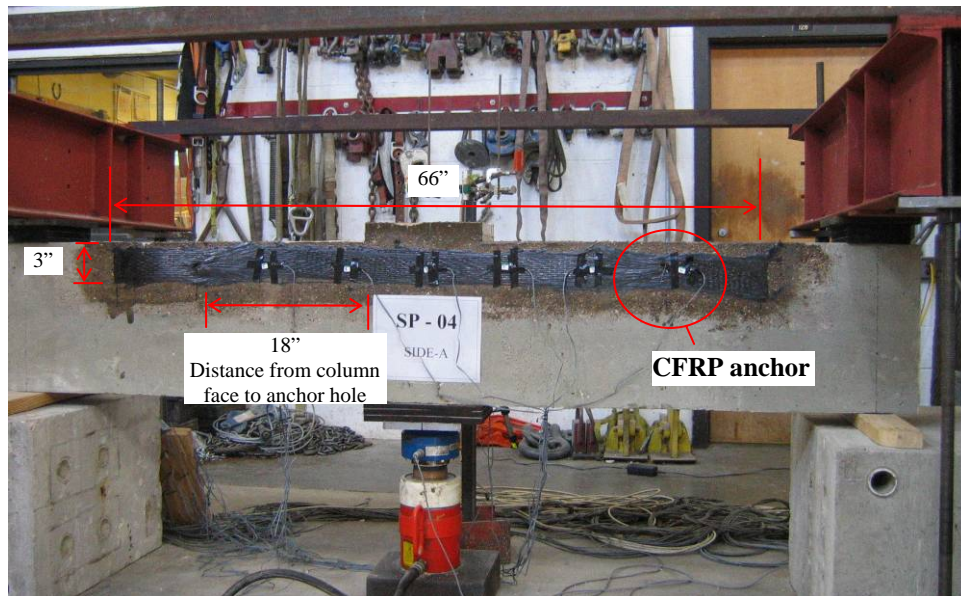 66”
3”
18”
Distance from column
face to anchor hole
SP - 04
SIDE-A
CFRP anchor